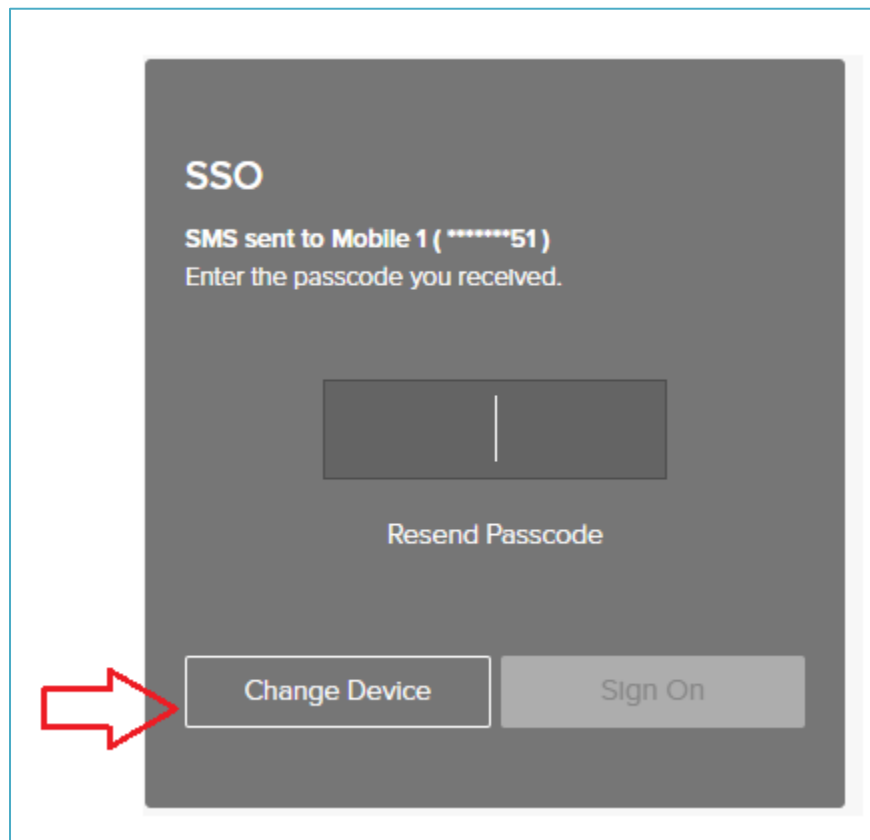 SSO
SMS sent to Mobile 1 ( *******51 )
Enter the passcode you received.
Resend Passcode
Change Device
Sign On